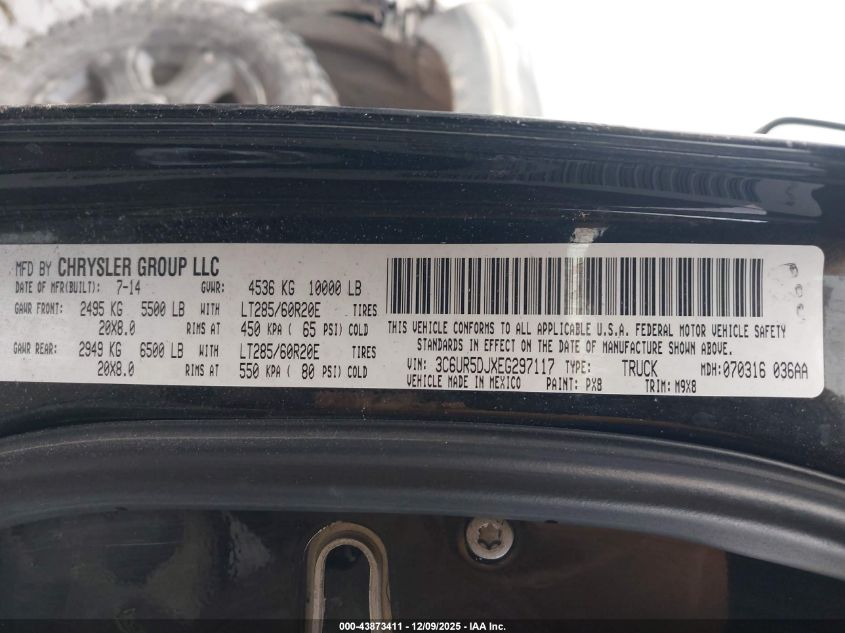 MFD BY CHRYSLER GROUP LLC
DATE OF MFR(BUILT): 7-14 GVWR: 4536 KG 10000 LB
GAWR FRONT: 2495 KG 5500 LB WITH LT285/60R20E TIRES
20X8.0 RIMS AT 450 KPA ( 65 PSI) COLD
GAWR REAR: 2949 KG 6500 LB WITH LT285/60R20E TIRES
20X8.0 RIMS AT 550 KPA ( 80 PSI) COLD
THIS VEHICLE CONFORMS TO ALL APPLICABLE U.S.A. FEDERAL MOTOR VEHICLE SAFETY
STANDARDS IN EFFECT ON THE DATE OF MANUFACTURE SHOWN ABOVE.
VIN: 3C6UR5DJXEG297117 TYPE: TRUCK MDH: 070316 036AA
VEHICLE MADE IN MEXICO PAINT: PX8 TRIM: M9X8
000-43873411 - 12/09/2025 - IAA Inc.